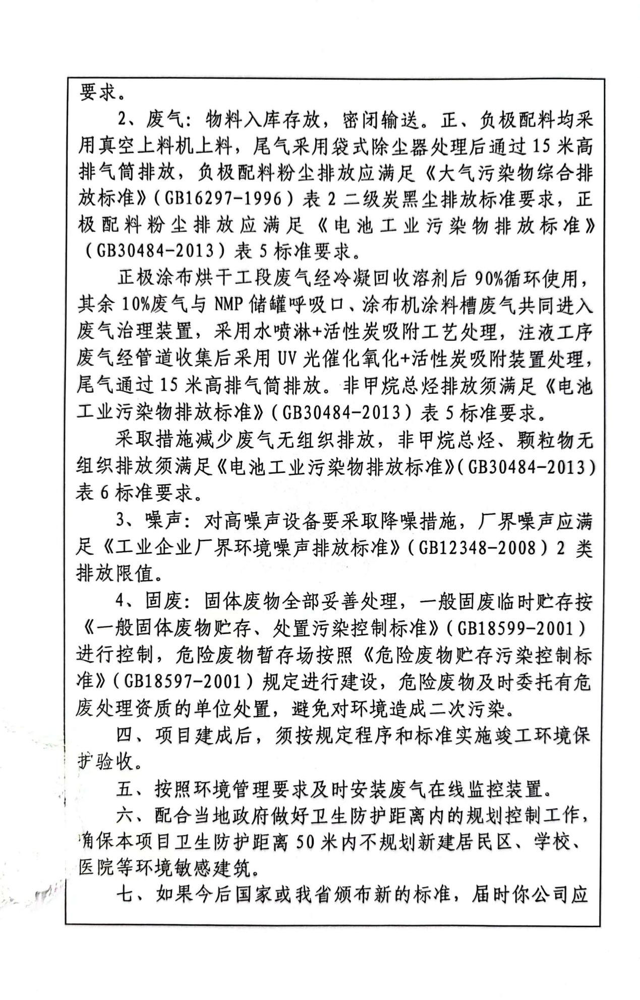 要求。
2、废气：物料入库存放，密闭输送。正、负极配料均采
用真空上料机上料，尾气采用袋式除尘器处理后通过15米高
排气筒排放，负极配料粉尘排放应满足《大气污染物综合排
放标准》（GB16297-1996）表2二级炭黑尘排放标准要求，正
极配料粉尘排放应满足《电池工业污染物排放标准》
（GB30484-2013）表5标准要求。
正极涂布烘干工段废气经冷凝回收溶剂后90%循环使用，
其余10%废气与NMP储罐呼吸口、涂布机涂料槽废气共同进入
废气治理装置，采用水喷淋+活性炭吸附工艺处理，注液工序
废气经管道收集后采用UV光催化氧化+活性炭吸附装置处理，
尾气通过15米高排气筒排放。非甲烷总烃排放须满足《电池
工业污染物排放标准》（GB30484-2013）表5标准要求。
采取措施减少废气无组织排放，非甲烷总烃、颗粒物无
组织排放须满足《电池工业污染物排放标准》（GB30484-2013）
表6标准要求。
3、噪声：对高噪声设备要采取降噪措施，厂界噪声应满
足《工业企业厂界环境噪声排放标准》（GB12348-2008）2类
排放限值。
4、固废：固体废物全部妥善处理，一般固废临时贮存按
《一般固体废物贮存、处置污染控制标准》（GB18599-2001）
进行控制，危险废物暂存场按照《危险废物贮存污染控制标
准》（GB18597-2001）规定进行建设，危险废物及时委托有危
废处理资质的单位处置，避免对环境造成二次污染。
四、项目建成后，须按规定程序和标准实施竣工环境保
护验收。
五、按照环境管理要求及时安装废气在线监控装置。
六、配合当地政府做好卫生防护距离内的规划控制工作，
确保本项目卫生防护距离50米内不规划新建居民区、学校、
医院等环境敏感建筑。
七、如果今后国家或我省颁布新的标准，届时你公司应